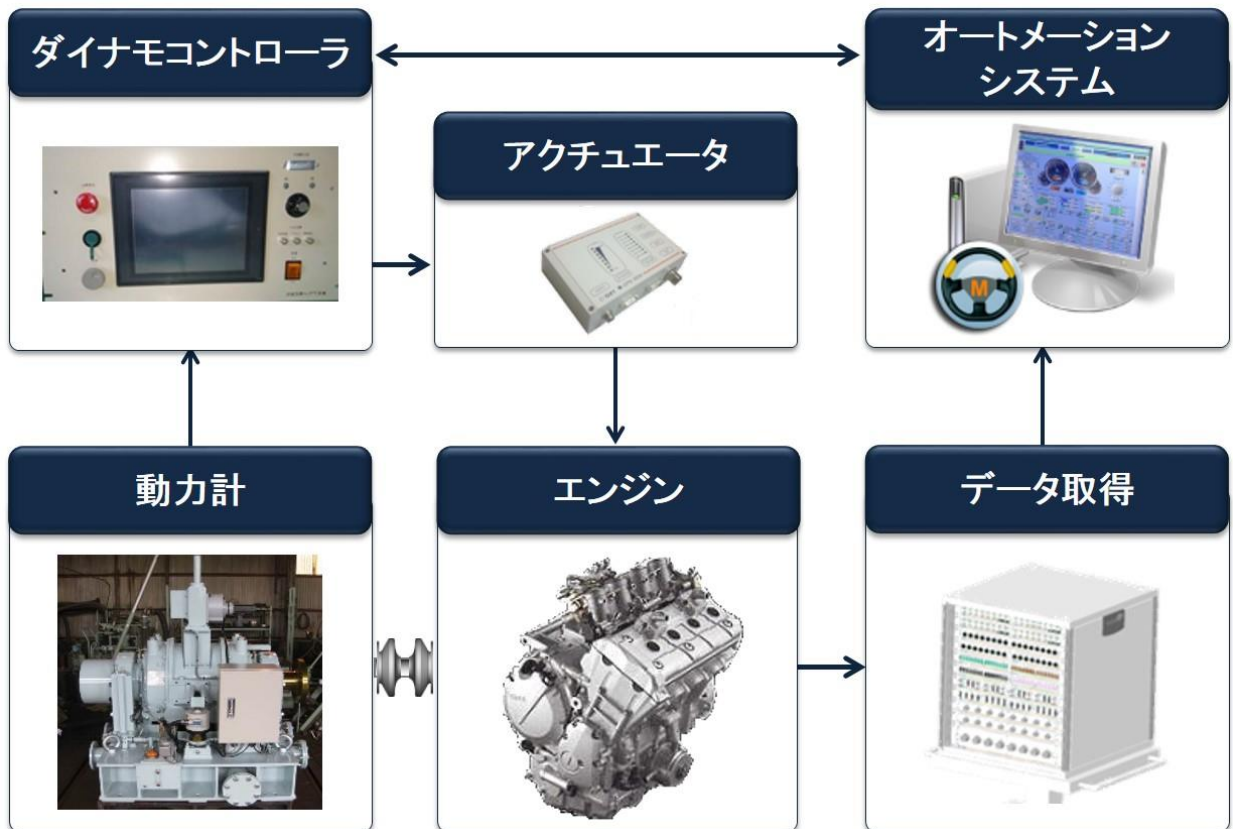 ダイナモコントローラ
オートメーション
システム
アクチュエータ
M
動力計
エンジン
データ取得